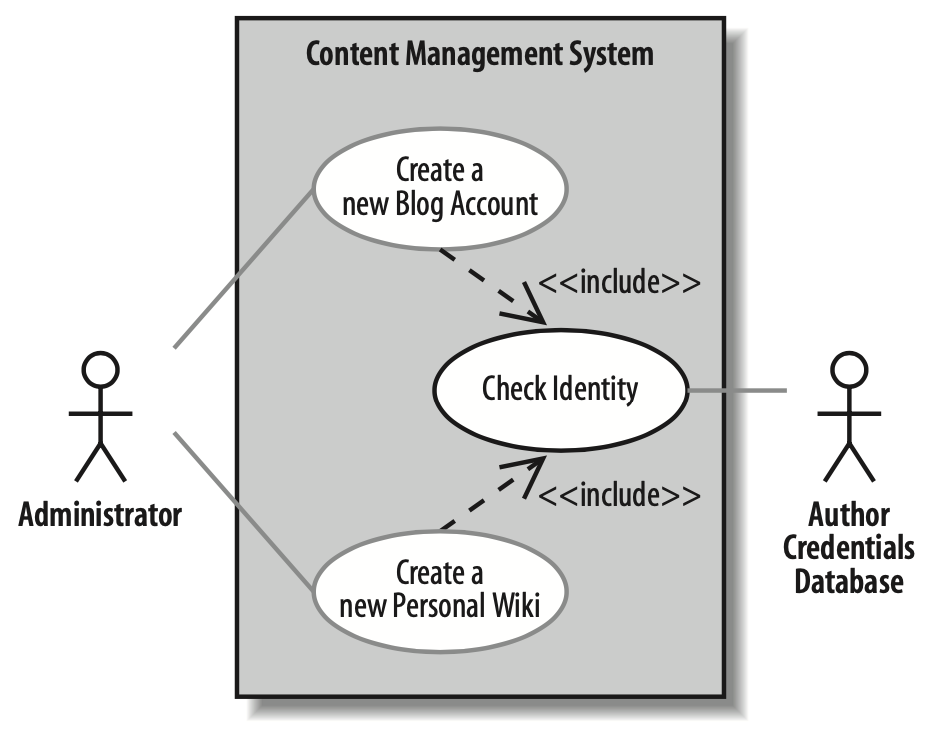 Content Management System
Create a
new Blog Account
<<include>>
Check Identity
<<include>>
Administrator
Author
Credentials
Database
Create a
new Personal Wiki